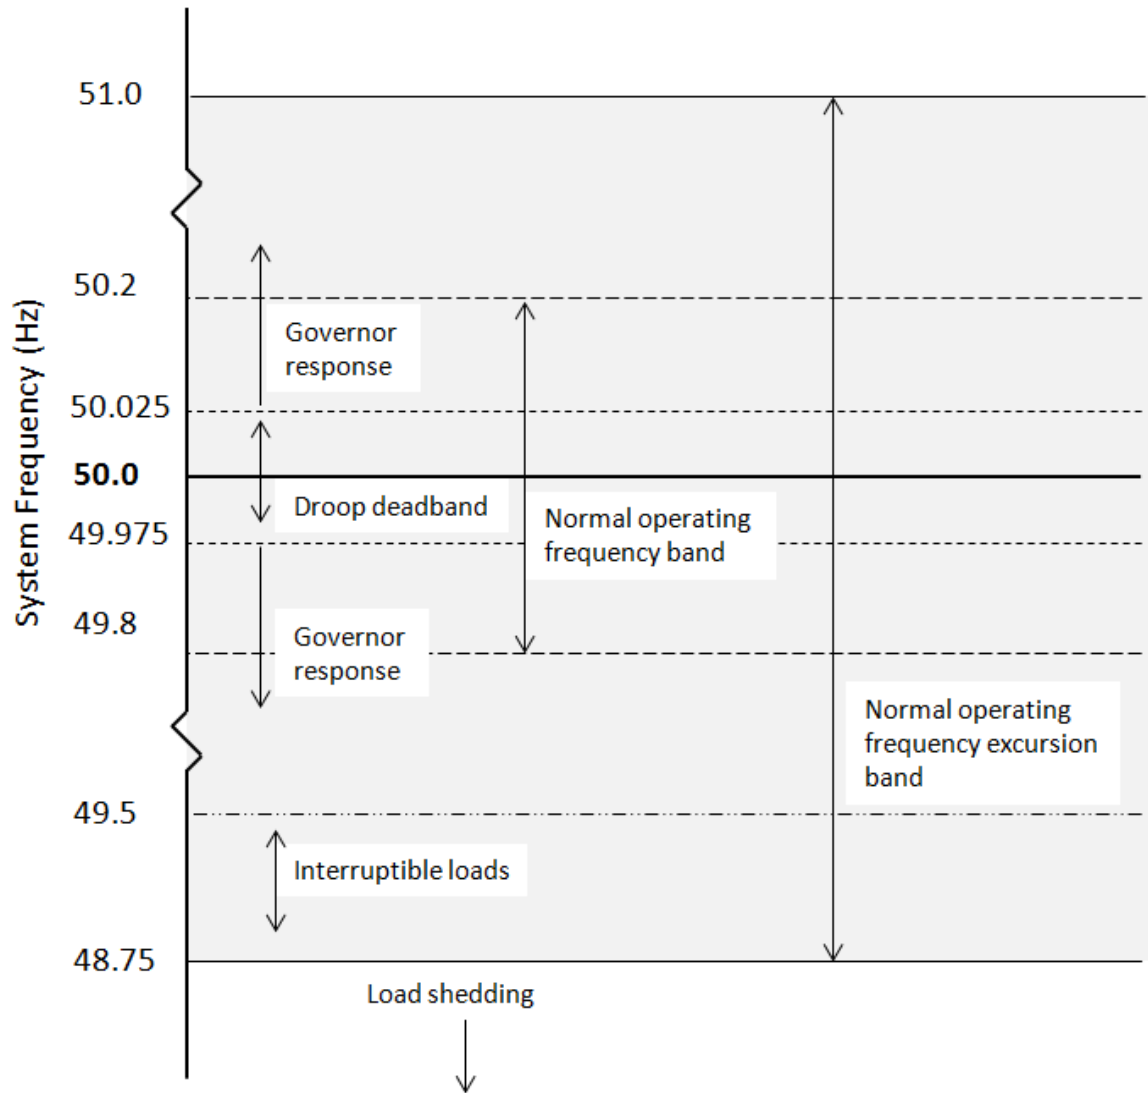 System Frequency (Hz)
51.0
50.2
Governor
response
50.025
50.0
Droop deadband
49.975
Normal operating
frequency band
49.8
Governor
response
Normal operating
frequency excursion
band
49.5
Interruptible loads
48.75
Load shedding